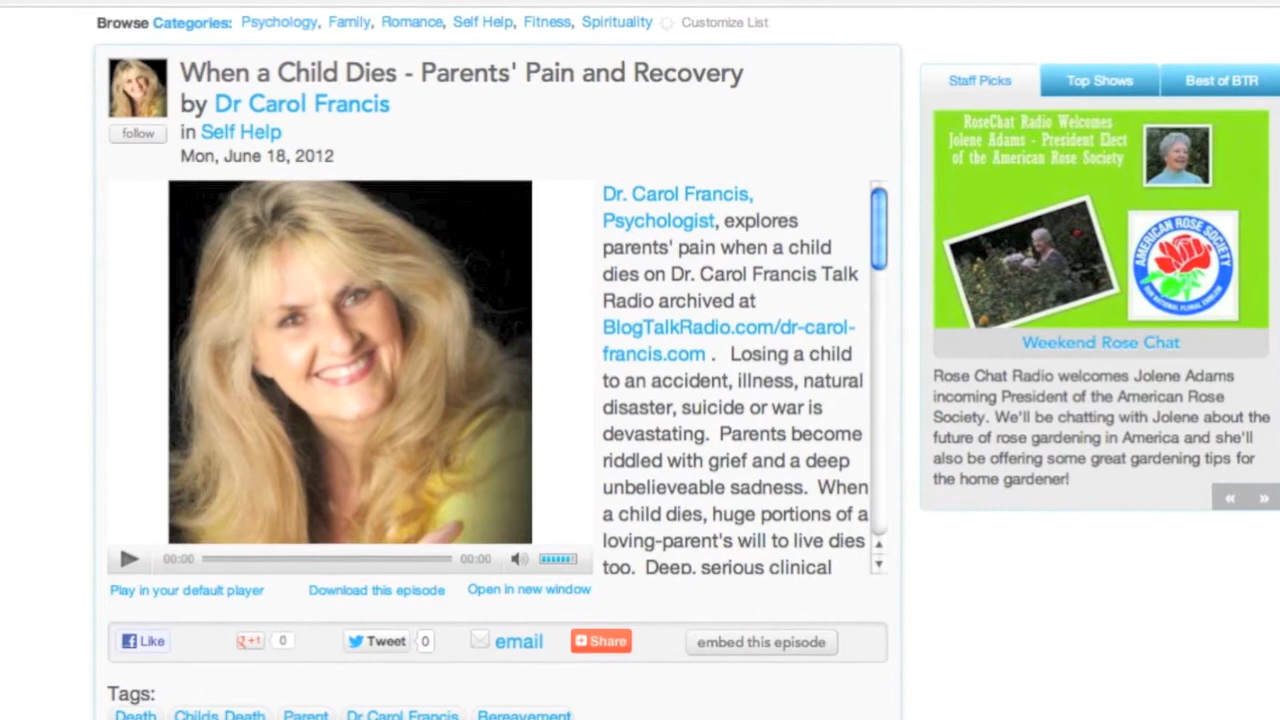 Browse Categories: Psychology, Family, Romance, Self Help, Fitness, Spirituality Customize List
When a Child Dies - Parents' Pain and Recovery
by Dr Carol Francis
follow
in Self Help
Mon, June 18, 2012
Dr. Carol Francis,
Psychologist, explores
parents' pain when a child
dies on Dr. Carol Francis Talk
Radio archived at
BlogTalkRadio.com/dr-carol-
francis.com . Losing a child
to an accident, illness, natural
disaster, suicide or war is
devastating. Parents become
riddled with grief and a deep
unbelieveable sadness. When
a child dies, huge portions of a
loving-parent's will to live dies
too. Deep, serious clinical
00:00 00:00
Play in your default player Download this episode Open in new window
Like +1 0 Tweet 0 email Share embed this episode
Tags:
Death Childs Death Parent Dr Carol Francis Bereavement
Staff Picks Top Shows Best of BTR
RoseChat Radio Welcomes
Jolene Adams - President Elect
of the American Rose Society
AMERICAN ROSE SOCIETY
OUR NATIONAL FLORAL EMBLEM
Weekend Rose Chat
Rose Chat Radio welcomes Jolene Adams
incoming President of the American Rose
Society. We'll be chatting with Jolene about the
future of rose gardening in America and she'll
also be offering some great gardening tips for
the home gardener!